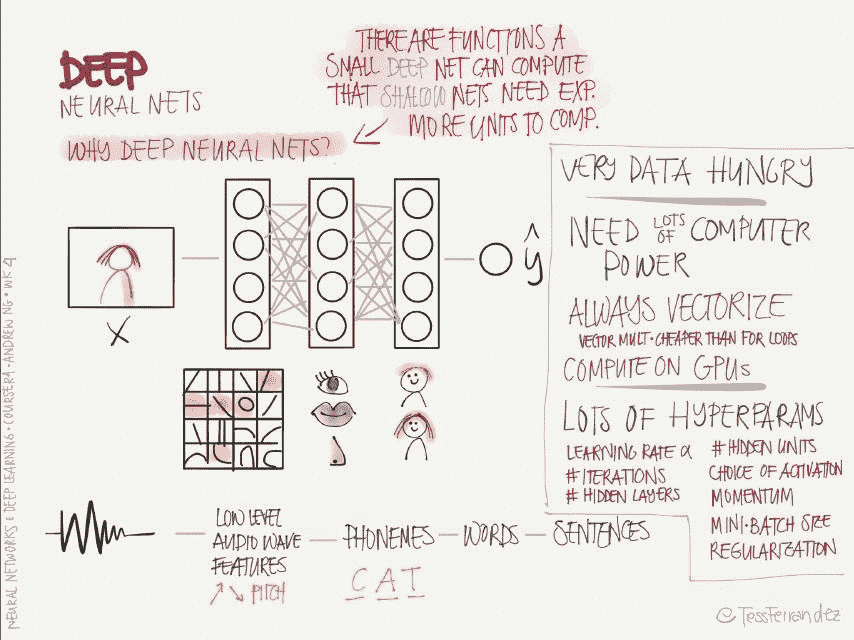 DEEP
NEURAL NETS
THERE ARE FUNCTIONS A
SMALL DEEP NET CAN COMPUTE
THAT SHALLOW NETS NEED EXP.
MORE UNITS TO COMP.
WHY DEEP NEURAL NETS?
X
ŷ
LOW LEVEL
AUDIO WAVE
FEATURES
↗ ↘ PITCH
PHONEMES
C A T
WORDS
SENTENCES
VERY DATA HUNGRY
NEED LOTS OF COMPUTER
POWER
ALWAYS VECTORIZE
VECTOR MULT. CHEAPER THAN FOR LOOPS
COMPUTE ON GPUs
LOTS OF HYPERPARAMS
LEARNING RATE α
# ITERATIONS
# HIDDEN LAYERS
# HIDDEN UNITS
CHOICE OF ACTIVATION
MOMENTUM
MINI-BATCH SIZE
REGULARIZATION
NEURAL NETWORKS & DEEP LEARNING • COURSERA • ANDREW NG • WK 4
@TessFerrandez